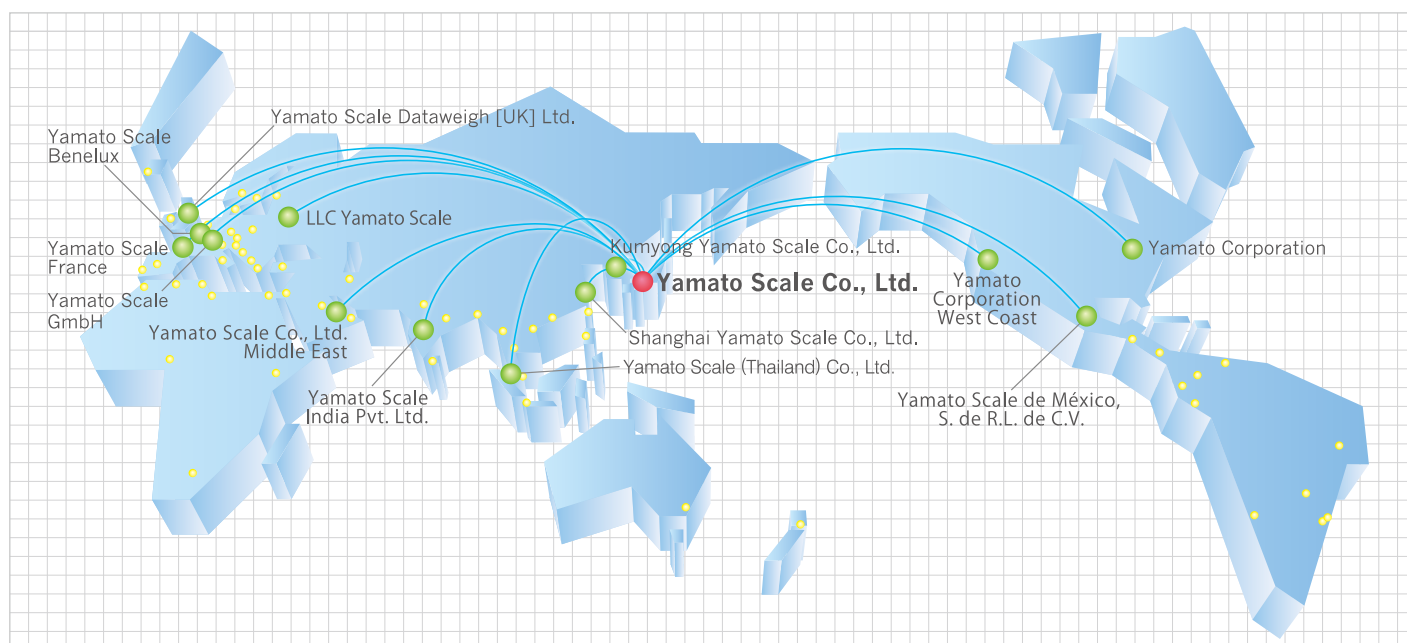 Yamato Scale Dataweigh [UK] Ltd.
Yamato Scale
Benelux
LLC Yamato Scale
Yamato Scale
France
Yamato Scale
GmbH
Yamato Scale Co., Ltd.
Middle East
Yamato Scale
India Pvt. Ltd.
Kumyong Yamato Scale Co., Ltd.
Yamato Scale Co., Ltd.
Shanghai Yamato Scale Co., Ltd.
Yamato Scale (Thailand) Co., Ltd.
Yamato
Corporation
West Coast
Yamato Corporation
Yamato Scale de México,
S. de R.L. de C.V.